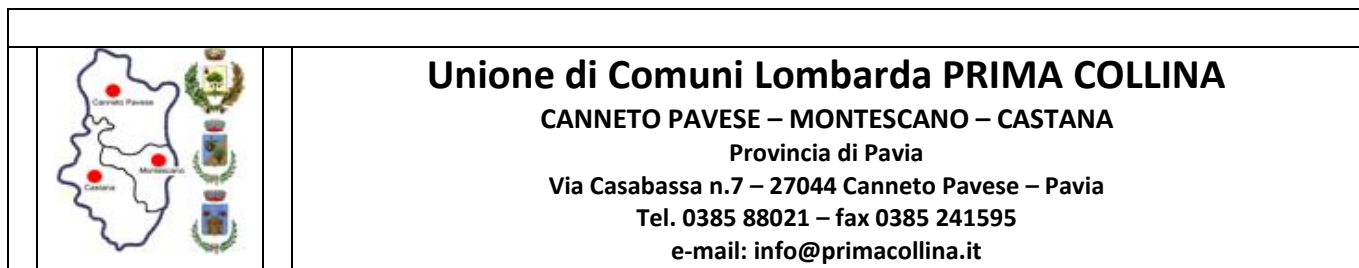 Canneto Pavese
Montescano
Castana
Unione di Comuni Lombarda PRIMA COLLINA
CANNETO PAVESE – MONTESCANO – CASTANA
Provincia di Pavia
Via Casabassa n.7 – 27044 Canneto Pavese – Pavia
Tel. 0385 88021 – fax 0385 241595
e-mail: info@primacollina.it